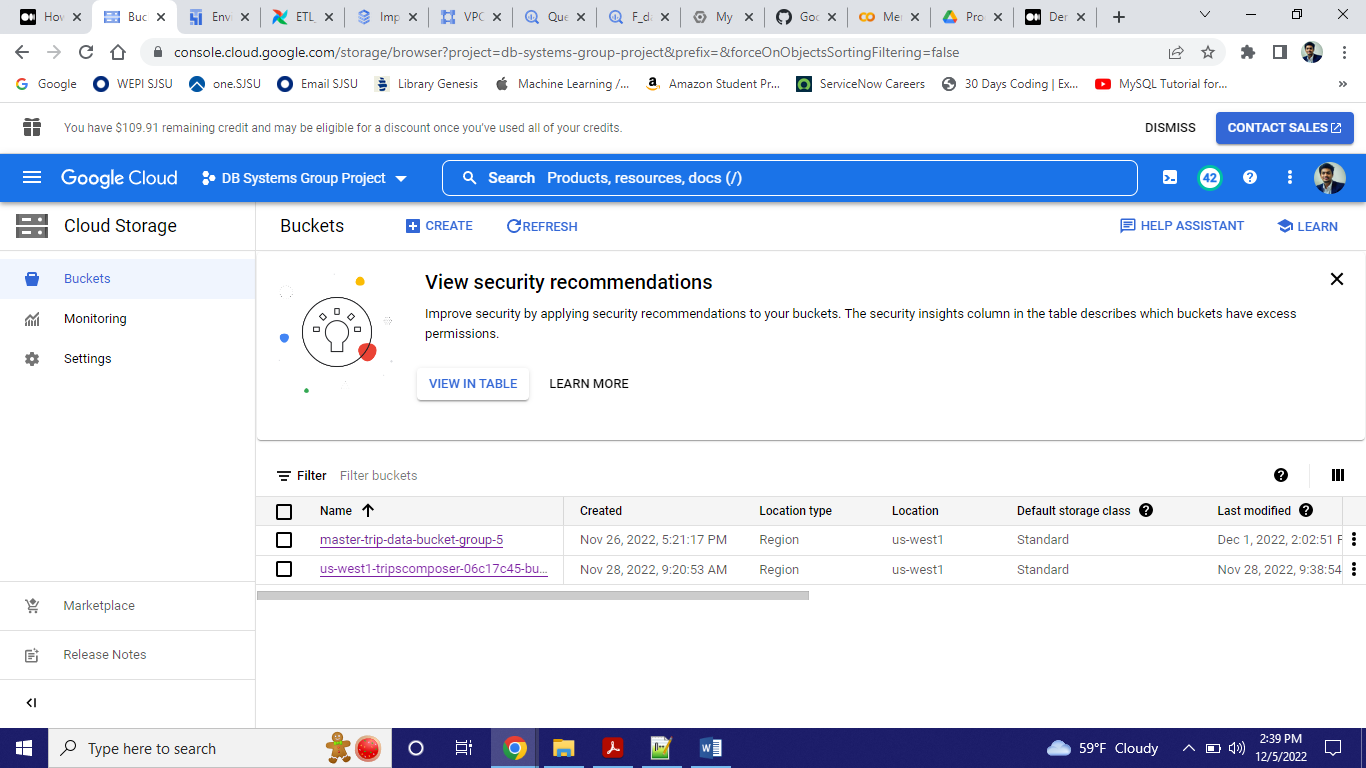 How Buc Env ETL_ Imp VPC Que F_da My Goo Mer Pro Der
console.cloud.google.com/storage/browser?project=db-systems-group-project&prefix=&forceOnObjectsSortingFiltering=false
Google WEPI SJSU one.SJSU Email SJSU Library Genesis Machine Learning /... Amazon Student Pr... ServiceNow Careers 30 Days Coding | Ex... MySQL Tutorial for... »
You have $109.91 remaining credit and may be eligible for a discount once you've used all of your credits. DISMISS CONTACT SALES
Google Cloud DB Systems Group Project Search Products, resources, docs (/) 42
Cloud Storage Buckets CREATE REFRESH HELP ASSISTANT LEARN
Buckets
Monitoring
Settings
Marketplace
Release Notes
View security recommendations
Improve security by applying security recommendations to your buckets. The security insights column in the table describes which buckets have excess
permissions.
VIEW IN TABLE LEARN MORE
Filter Filter buckets
Name Created Location type Location Default storage class Last modified
master-trip-data-bucket-group-5 Nov 26, 2022, 5:21:17 PM Region us-west1 Standard Dec 1, 2022, 2:02:51 P
us-west1-tripscomposer-06c17c45-bu... Nov 28, 2022, 9:20:53 AM Region us-west1 Standard Nov 28, 2022, 9:38:54
Type here to search 59°F Cloudy 2:39 PM
12/5/2022